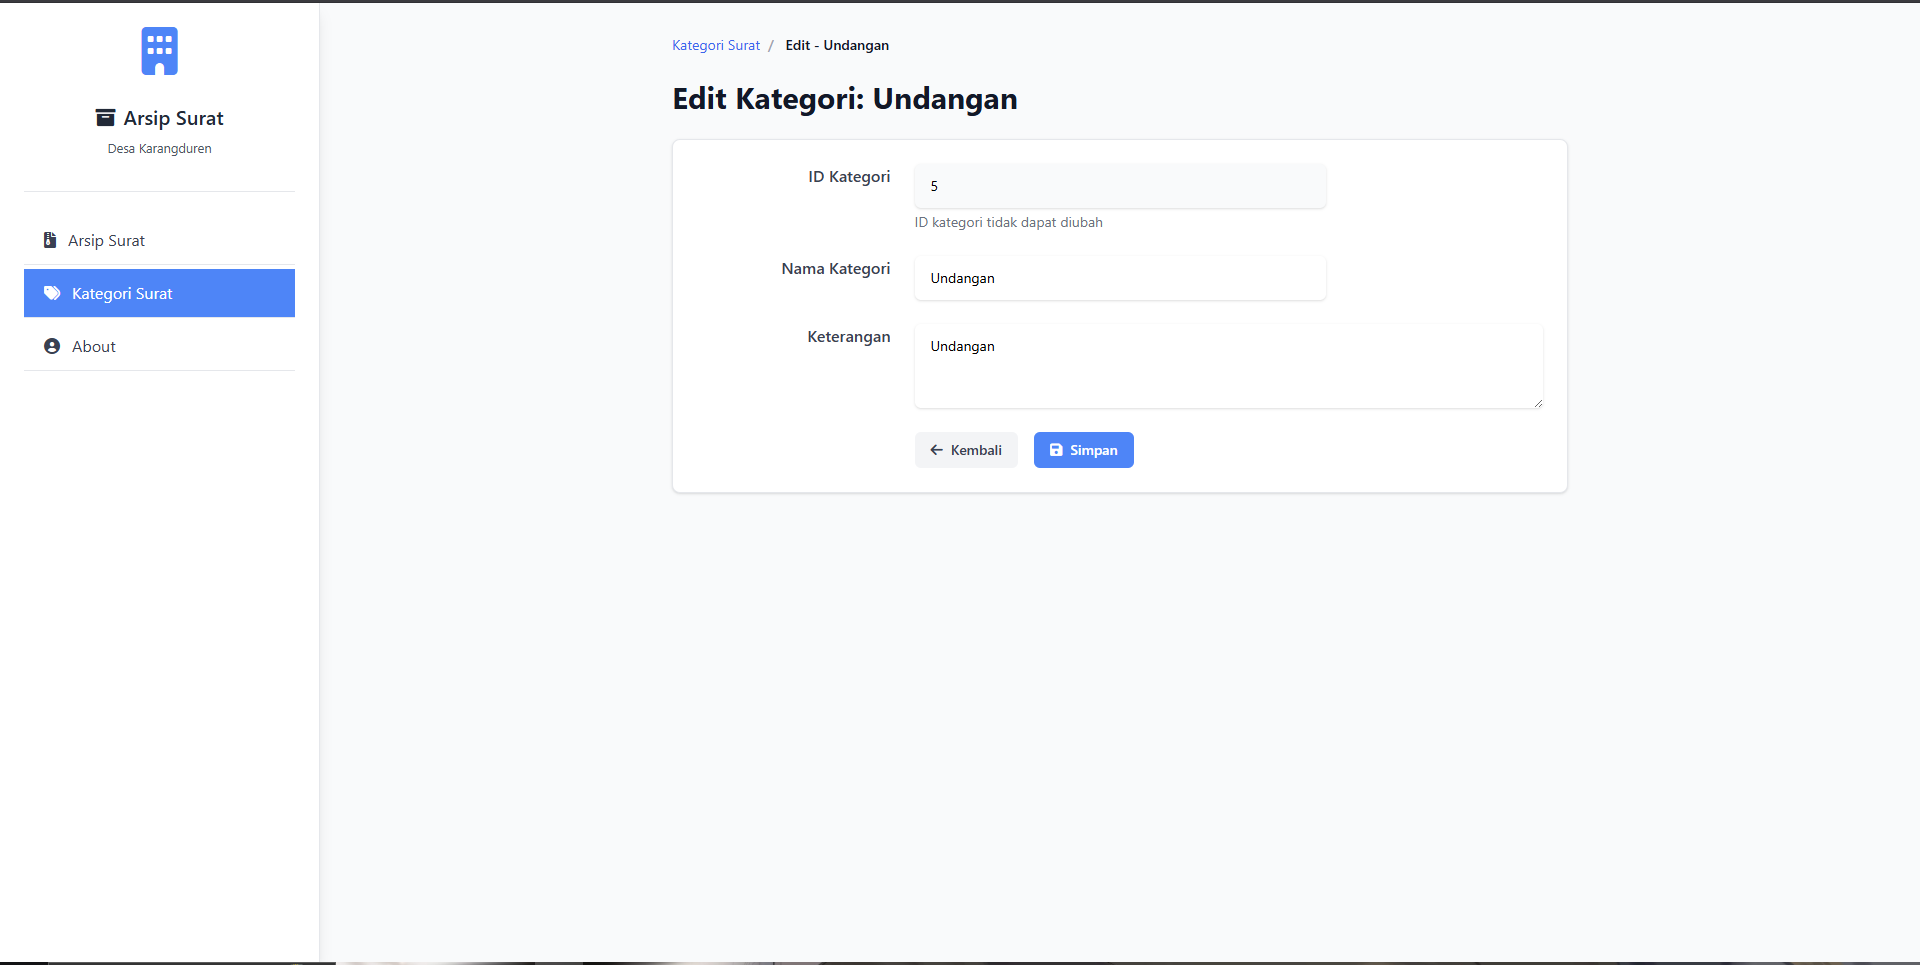 Arsip Surat
Desa Karangduren
Arsip Surat
Kategori Surat
About
Kategori Surat / Edit - Undangan
Edit Kategori: Undangan
ID Kategori
5
ID kategori tidak dapat diubah
Nama Kategori
Undangan
Keterangan
Undangan
Kembali
Simpan